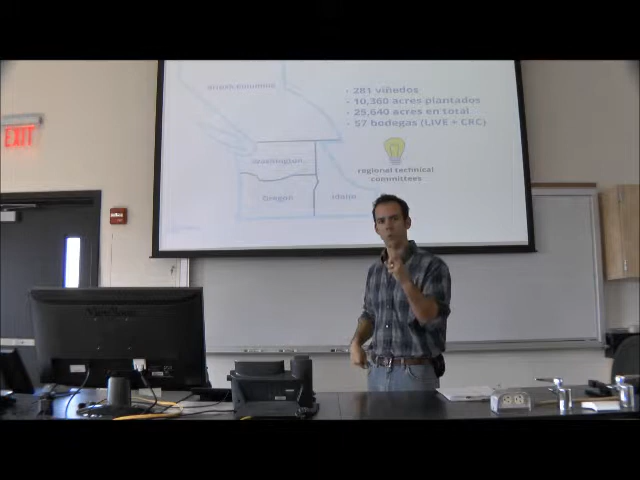 EXIT
British Columbia
· 281 viñedos
· 10,360 acres plantados
· 25,640 acres en total
· 57 bodegas (LIVE + CRC)
regional technical
committees
Washington
Oregon
Idaho
ViewSonic